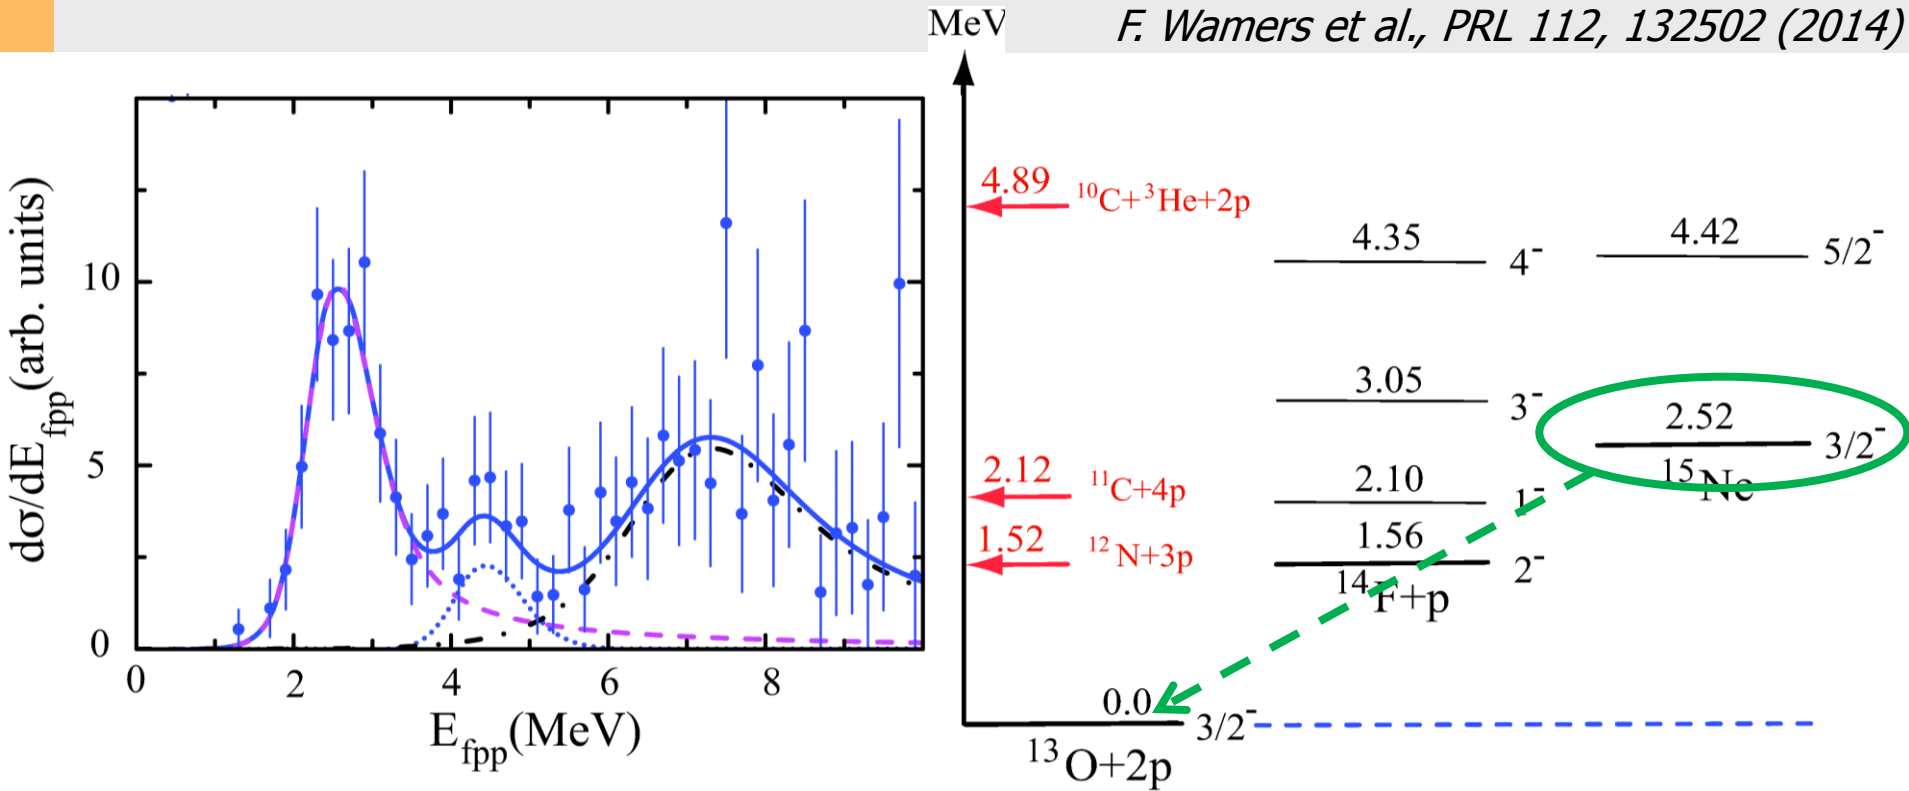 F. Wamers et al., PRL 112, 132502 (2014)
dσ/dE_fpp (arb. units)
10
5
0
0 2 4 6 8
E_fpp(MeV)
MeV
4.89 ¹⁰C+³He+2p
2.12 ¹¹C+4p
1.52 ¹²N+3p
4.35 4⁻
3.05 3⁻
2.10 1⁻
1.56 2⁻
¹⁴F+p
4.42 5/2⁻
2.52 3/2⁻
¹⁵Ne
0.0 3/2⁻
¹³O+2p